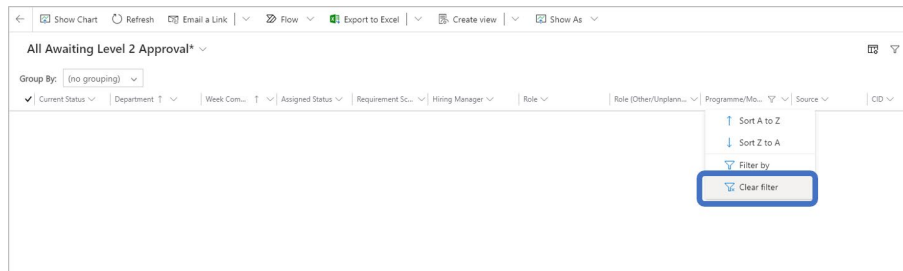 Show Chart Refresh Email a Link Flow Export to Excel Create view Show As
All Awaiting Level 2 Approval*
Group By: (no grouping)
Current Status Department Week Com... Assigned Status Requirement Sc... Hiring Manager Role Role (Other/Unplann... Programme/Mo... Source CID
Sort A to Z
Sort Z to A
Filter by
Clear filter